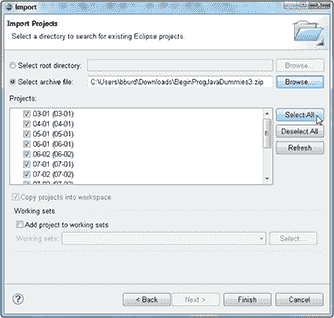 Import
Import Projects
Select a directory to search for existing Eclipse projects.
Select root directory:
Browse...
Select archive file:
C:\Users\bburd\Downloads\BeginProgJavaDummies3.zip
Browse...
Projects:
03-01 (03-01)
04-01 (04-01)
05-01 (05-01)
06-01 (06-01)
06-02 (06-02)
07-01 (07-01)
07-02 (07-02)
Select All
Deselect All
Refresh
Copy projects into workspace
Working sets
Add project to working sets
Working sets:
Select...
?
< Back
Next >
Finish
Cancel